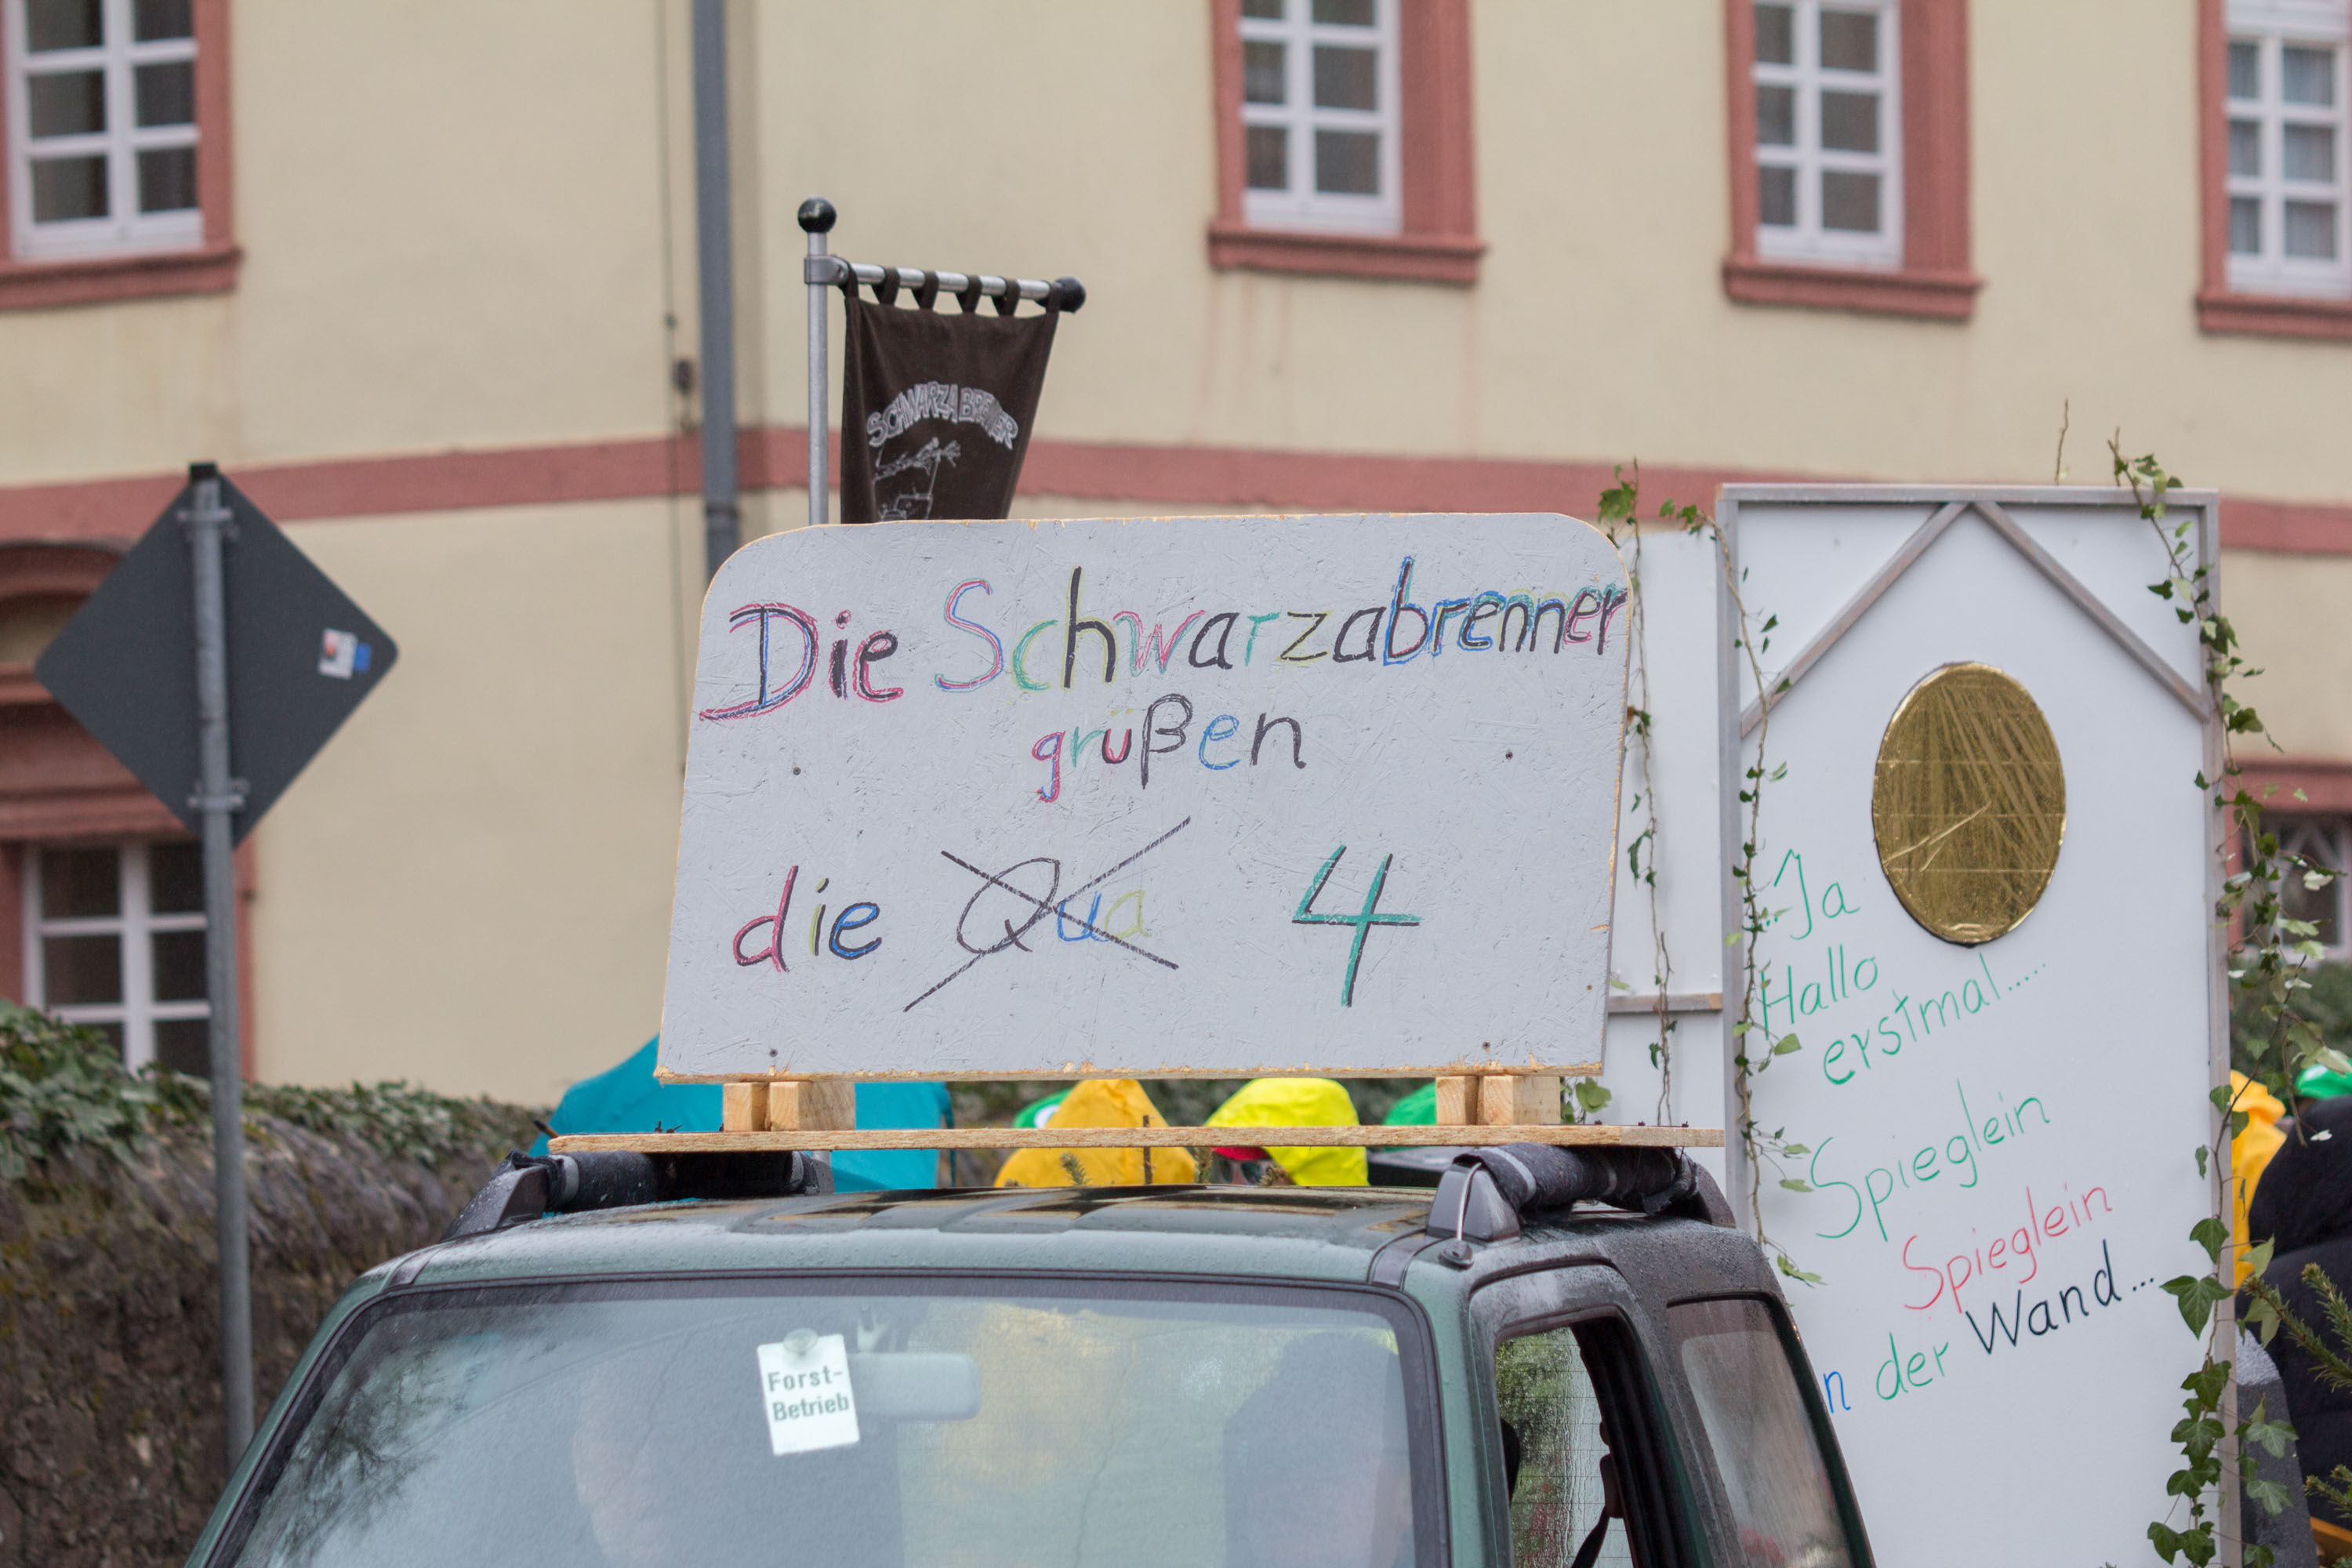 SCHWARZABRENNER
Die Schwarzabrenner
grüßen
die Qua 4
...Ja
Hallo
erstmal.....
Spieglein
Spieglein
n der Wand...
Forst-
Betrieb